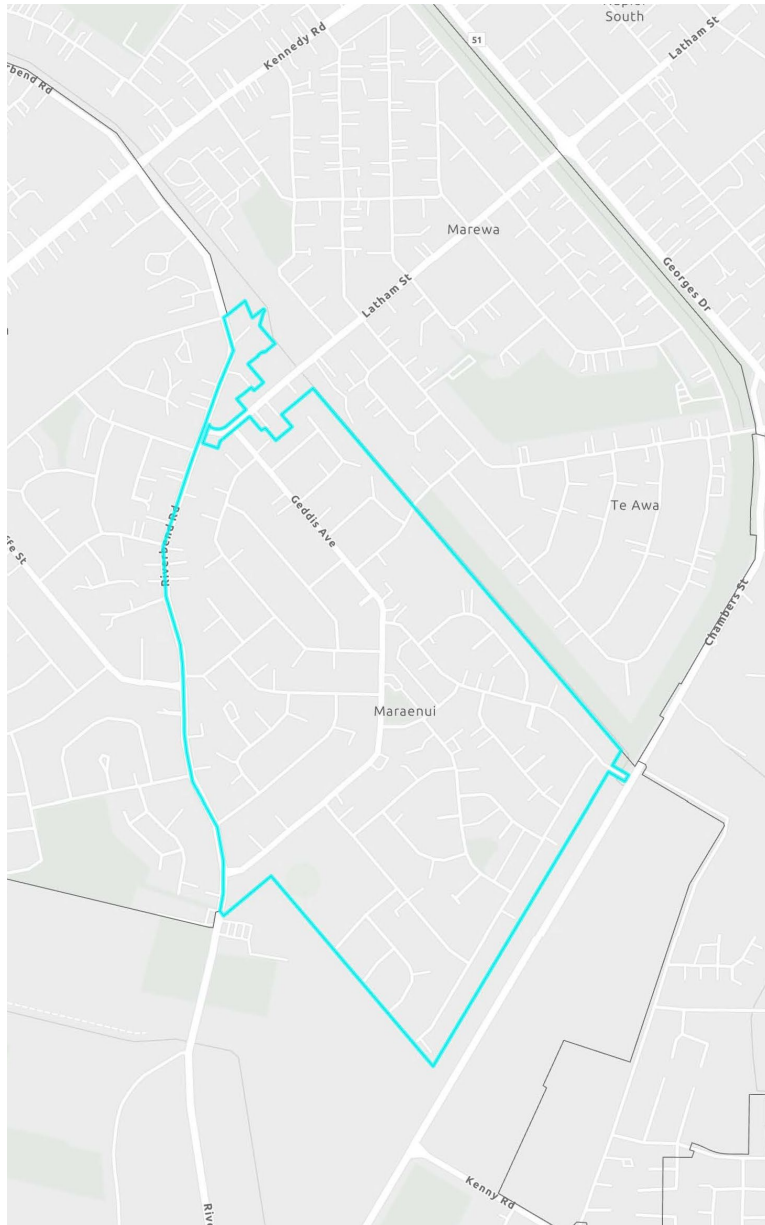 South
Latham St
51
Kennedy Rd
Marewa
Latham St
Georges Dr
Te Awa
Geddis Ave
Riverbend Rd
Chambers St
Maraenui
Kenny Rd